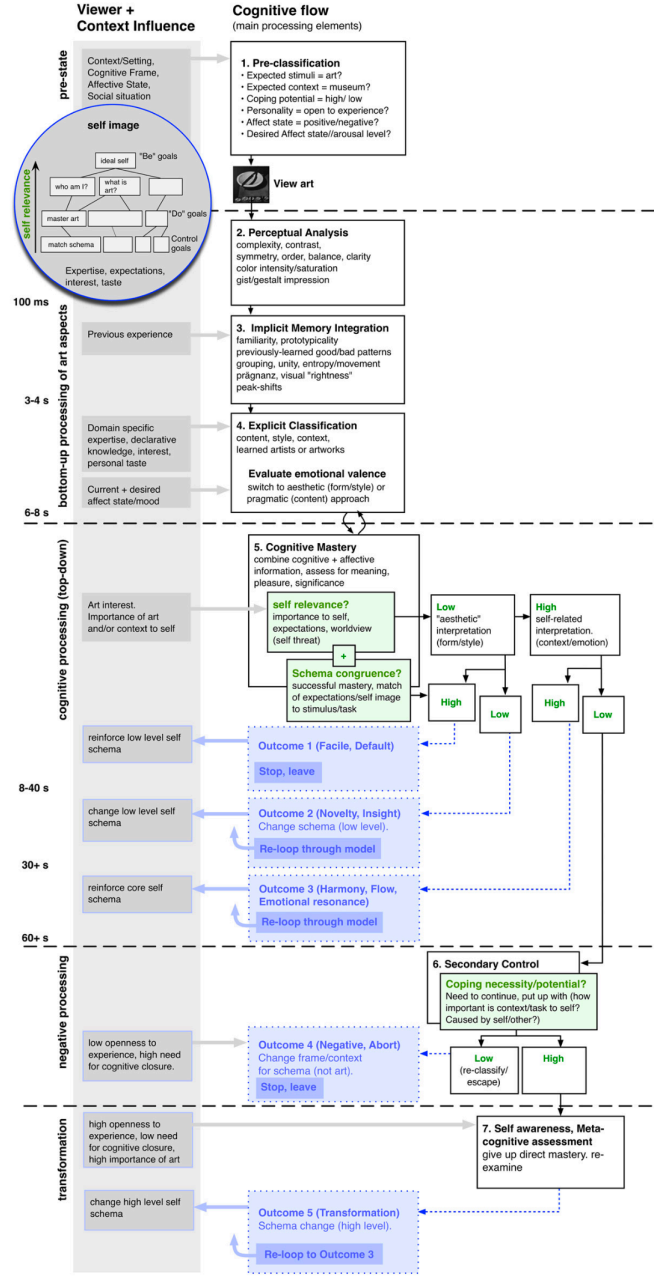 Viewer +
Context Influence
Cognitive flow
(main processing elements)
pre-state
Context/Setting,
Cognitive Frame,
Affective State,
Social situation
1. Pre-classification
• Expected stimuli = art?
• Expected context = museum?
• Coping potential = high/ low
• Personality = open to experience?
• Affect state = positive/negative?
• Desired Affect state//arousal level?
View art
self image
self relevance
ideal self
"Be" goals
who am I?
what is
art?
master art
"Do" goals
match schema
Control
goals
Expertise, expectations,
interest, taste
bottom-up processing of art aspects
2. Perceptual Analysis
complexity, contrast,
symmetry, order, balance, clarity
color intensity/saturation
gist/gestalt impression
100 ms
Previous experience
3. Implicit Memory Integration
familiarity, prototypicality
previously-learned good/bad patterns
grouping, unity, entropy/movement
prägnanz, visual "rightness"
peak-shifts
3-4 s
Domain specific
expertise, declarative
knowledge, interest,
personal taste
4. Explicit Classification
content, style, context,
learned artists or artworks
Evaluate emotional valence
switch to aesthetic (form/style) or
pragmatic (content) approach
Current + desired
affect state/mood
6-8 s
cognitive processing (top-down)
5. Cognitive Mastery
combine cognitive + affective
information, assess for meaning,
pleasure, significance
Art interest.
Importance of art
and/or context to self
self relevance?
importance to self,
expectations, worldview
(self threat)
+
Schema congruence?
successful mastery, match
of expectations/self image
to stimulus/task
Low
"aesthetic"
interpretation
(form/style)
High
self-related
interpretation.
(context/emotion)
High
Low
High
Low
reinforce low level self
schema
Outcome 1 (Facile, Default)
Stop, leave
8-40 s
change low level self
schema
Outcome 2 (Novelty, Insight)
Change schema (low level).
Re-loop through model
30+ s
reinforce core self
schema
Outcome 3 (Harmony, Flow,
Emotional resonance)
Re-loop through model
60+ s
negative processing
6. Secondary Control
Coping necessity/potential?
Need to continue, put up with (how
important is context/task to self?
Caused by self/other?)
low openness to
experience, high need
for cognitive closure.
Outcome 4 (Negative, Abort)
Change frame/context
for schema (not art).
Stop, leave
Low
(re-classify/
escape)
High
transformation
high openness to
experience, low need
for cognitive closure,
high importance of art
7. Self awareness, Meta-
cognitive assessment
give up direct mastery. re-
examine
change high level self
schema
Outcome 5 (Transformation)
Schema change (high level).
Re-loop to Outcome 3